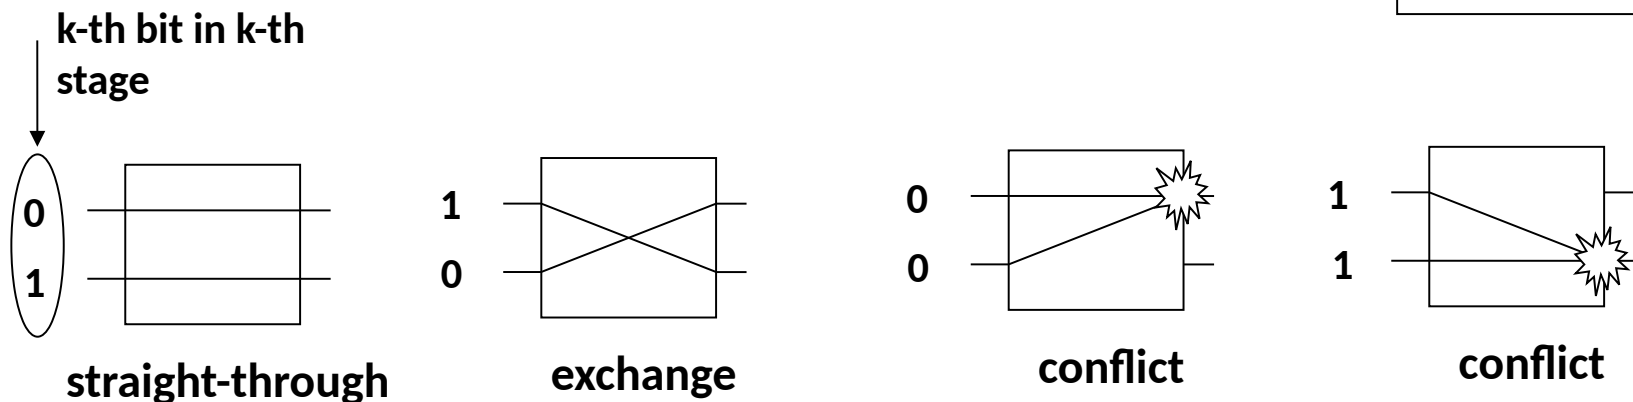 k-th bit in k-th
stage
0
1
straight-through
1
0
exchange
0
0
conflict
1
1
conflict